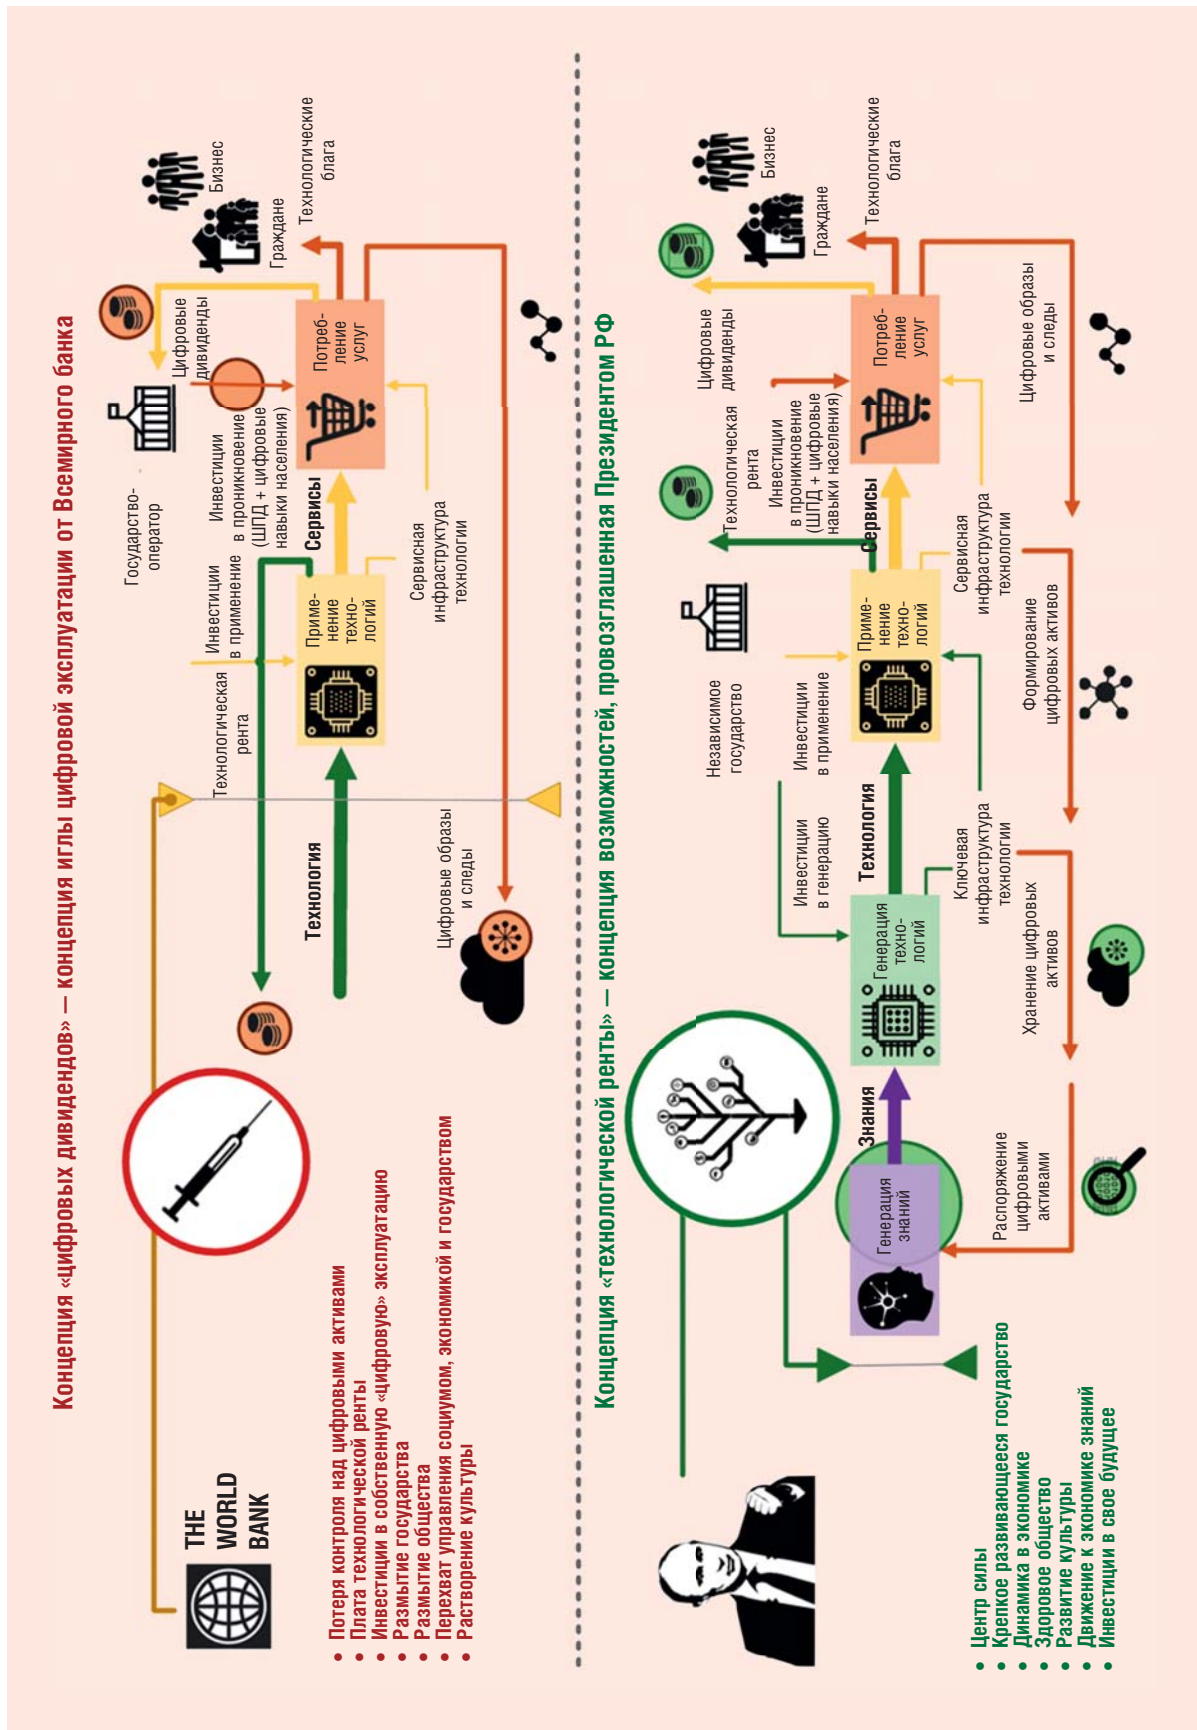 Концепция «цифровых дивидендов» — концепция иглы цифровой эксплуатации от Всемирного банка
THE
WORLD
BANK
Государство-
оператор
Цифровые
дивиденды
Бизнес
Граждане
Технологические
блага
Технологическая
рента
Инвестиции
в применение
Инвестиции
в проникновение
(ШПД + цифровые
навыки населения)
Технология
Приме-
нение
техно-
логий
Сервисы
Потреб-
ление
услуг
Сервисная
инфраструктура
технологии
Цифровые образы
и следы
• Потеря контроля над цифровыми активами
• Плата технологической ренты
• Инвестиции в собственную «цифровую» эксплуатацию
• Размытие государства
• Размытие общества
• Перехват управления социумом, экономикой и государством
• Растворение культуры
Концепция «технологической ренты» — концепция возможностей, провозглашенная Президентом РФ
Независимое
государство
Технологическая
рента
Цифровые
дивиденды
Бизнес
Граждане
Технологические
блага
Инвестиции
в генерацию
Инвестиции
в применение
Инвестиции
в проникновение
(ШПД + цифровые
навыки населения)
Генерация
знаний
Знания
Генерация
техно-
логий
Технология
Приме-
нение
техно-
логий
Сервисы
Потреб-
ление
услуг
Ключевая
инфраструктура
технологии
Сервисная
инфраструктура
технологии
Распоряжение
цифровыми
активами
Хранение цифровых
активов
Формирование
цифровых активов
Цифровые образы
и следы
• Центр силы
• Крепкое развивающееся государство
• Динамика в экономике
• Здоровое общество
• Развитие культуры
• Движение к экономике знаний
• Инвестиции в свое будущее